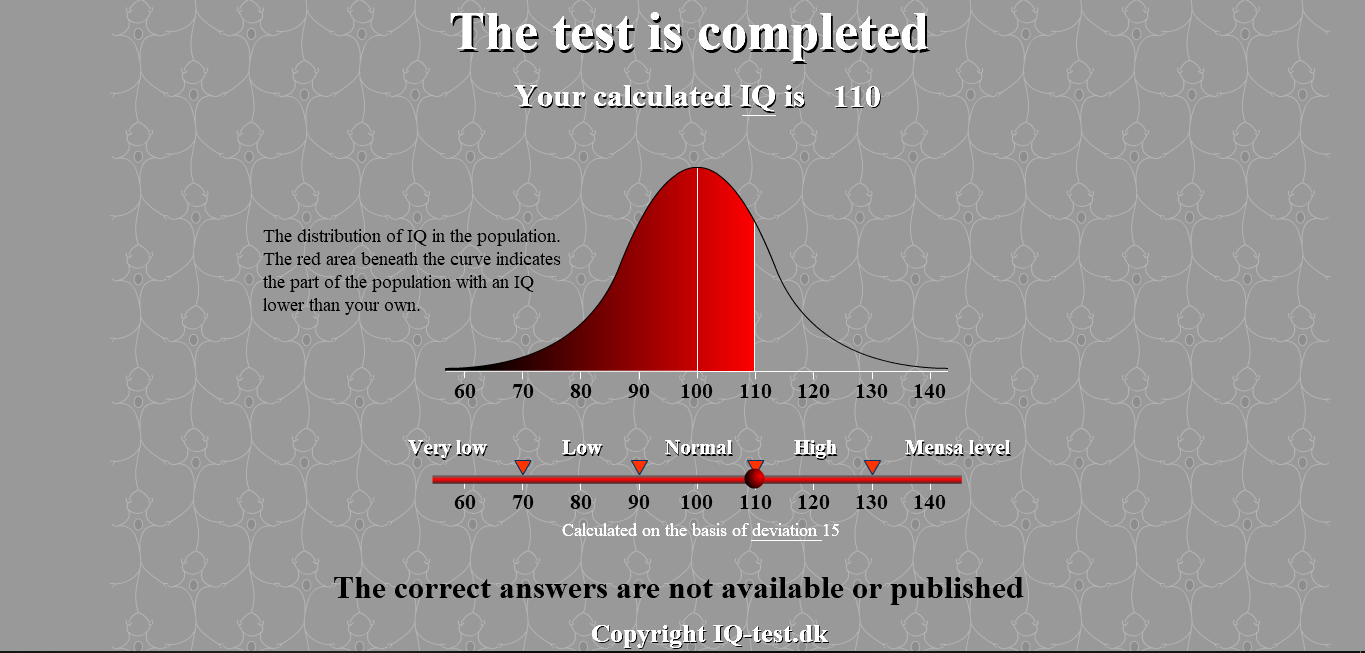 The test is completed
Your calculated IQ is 110
The distribution of IQ in the population.
The red area beneath the curve indicates
the part of the population with an IQ
lower than your own.
60 70 80 90 100 110 120 130 140
Very low Low Normal High Mensa level
60 70 80 90 100 110 120 130 140
Calculated on the basis of deviation 15
The correct answers are not available or published
Copyright IQ-test.dk